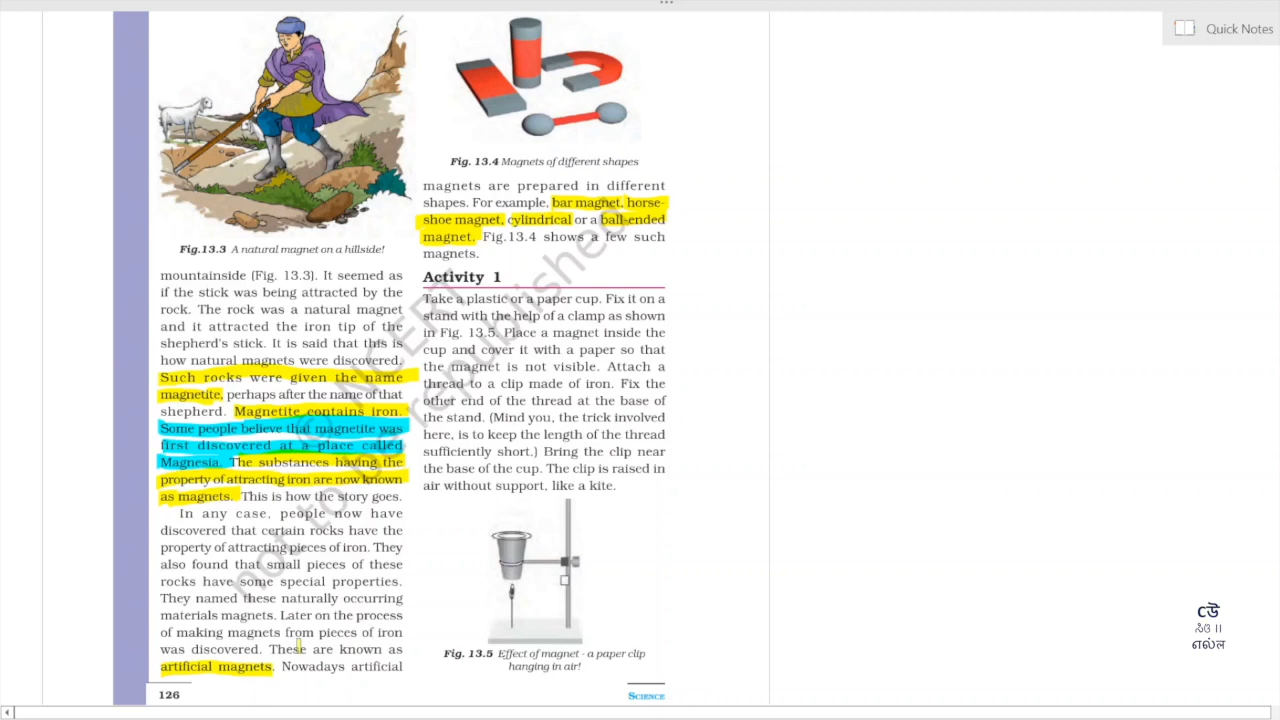 Quick Notes
Fig.13.3 A natural magnet on a hillside!
mountainside (Fig. 13.3). It seemed as
if the stick was being attracted by the
rock. The rock was a natural magnet
and it attracted the iron tip of the
shepherd's stick. It is said that this is
how natural magnets were discovered.
Such rocks were given the name
magnetite, perhaps after the name of that
shepherd. Magnetite contains iron.
Some people believe that magnetite was
first discovered at a place called
Magnesia. The substances having the
property of attracting iron are now known
as magnets. This is how the story goes.
In any case, people now have
discovered that certain rocks have the
property of attracting pieces of iron. They
also found that small pieces of these
rocks have some special properties.
They named these naturally occurring
materials magnets. Later on the process
of making magnets from pieces of iron
was discovered. These are known as
artificial magnets. Nowadays artificial
126
Fig. 13.4 Magnets of different shapes
magnets are prepared in different
shapes. For example, bar magnet, horse-
shoe magnet, cylindrical or a ball-ended
magnet. Fig.13.4 shows a few such
magnets.
Activity 1
Take a plastic or a paper cup. Fix it on a
stand with the help of a clamp as shown
in Fig. 13.5. Place a magnet inside the
cup and cover it with a paper so that
the magnet is not visible. Attach a
thread to a clip made of iron. Fix the
other end of the thread at the base of
the stand. (Mind you, the trick involved
here, is to keep the length of the thread
sufficiently short.) Bring the clip near
the base of the cup. The clip is raised in
air without support, like a kite.
Fig. 13.5 Effect of magnet - a paper clip
hanging in air!
SCIENCE
© NCERT
not to be republished